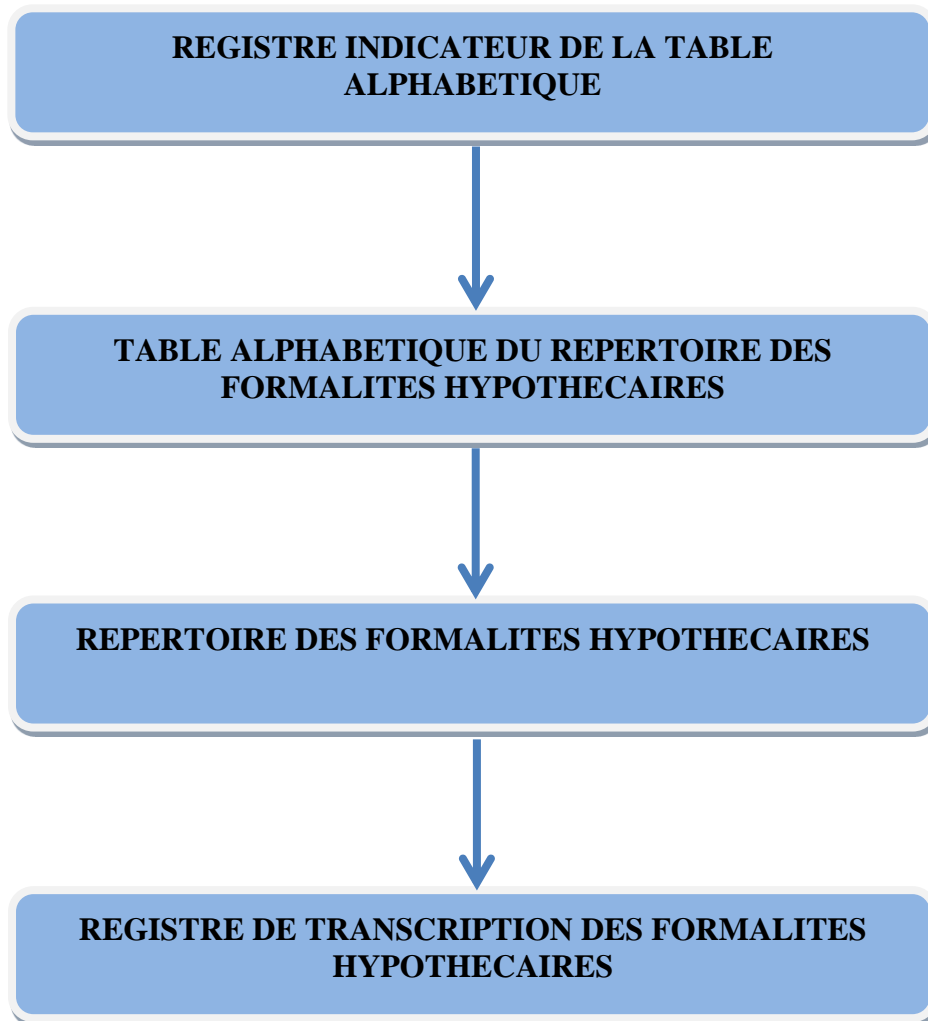 REGISTRE INDICATEUR DE LA TABLE
ALPHABETIQUE
TABLE ALPHABETIQUE DU REPERTOIRE DES
FORMALITES HYPOTHECAIRES
REPERTOIRE DES FORMALITES HYPOTHECAIRES
REGISTRE DE TRANSCRIPTION DES FORMALITES
HYPOTHECAIRES